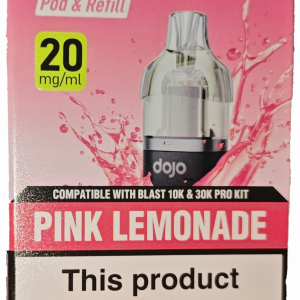 Pod & Refill
20
mg/ml
dojo
COMPATIBLE WITH BLAST 10K & 30K PRO KIT
PINK LEMONADE
This product